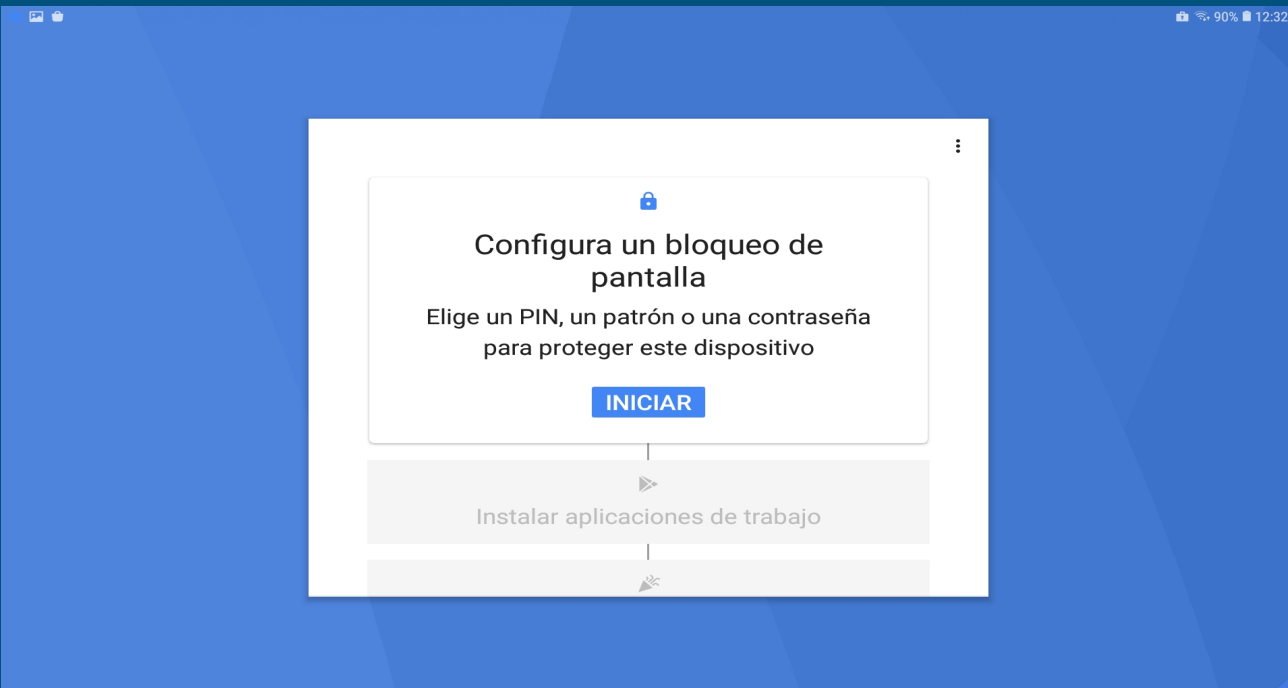 90% 12:32
Configura un bloqueo de
pantalla
Elige un PIN, un patrón o una contraseña
para proteger este dispositivo
INICIAR
Instalar aplicaciones de trabajo